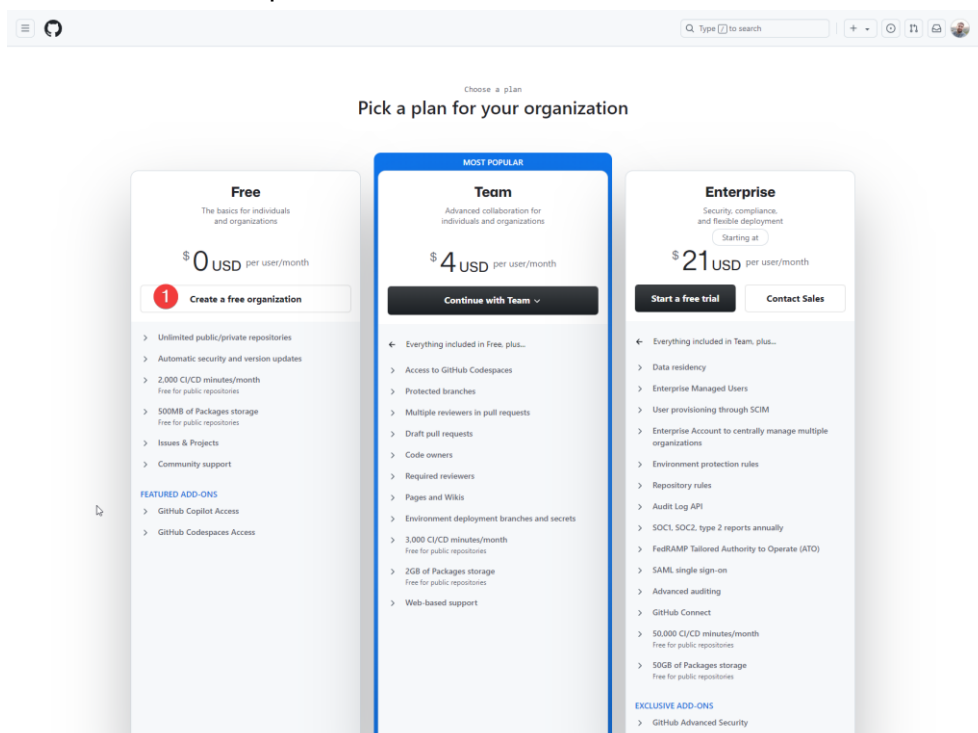 Type / to search
Choose a plan
Pick a plan for your organization
Free
The basics for individuals
and organizations
$ 0 USD per user/month
1
Create a free organization
Unlimited public/private repositories
Automatic security and version updates
2,000 CI/CD minutes/month
Free for public repositories
500MB of Packages storage
Free for public repositories
Issues & Projects
Community support
FEATURED ADD-ONS
GitHub Copilot Access
GitHub Codespaces Access
MOST POPULAR
Team
Advanced collaboration for
individuals and organizations
$ 4 USD per user/month
Continue with Team
Everything included in Free, plus...
Access to GitHub Codespaces
Protected branches
Multiple reviewers in pull requests
Draft pull requests
Code owners
Required reviewers
Pages and Wikis
Environment deployment branches and secrets
3,000 CI/CD minutes/month
Free for public repositories
2GB of Packages storage
Free for public repositories
Web-based support
Enterprise
Security, compliance,
and flexible deployment
Starting at
$ 21 USD per user/month
Start a free trial
Contact Sales
Everything included in Team, plus...
Data residency
Enterprise Managed Users
User provisioning through SCIM
Enterprise Account to centrally manage multiple
organizations
Environment protection rules
Repository rules
Audit Log API
SOC1, SOC2, type 2 reports annually
FedRAMP Tailored Authority to Operate (ATO)
SAML single sign-on
Advanced auditing
GitHub Connect
50,000 CI/CD minutes/month
Free for public repositories
50GB of Packages storage
Free for public repositories
EXCLUSIVE ADD-ONS
GitHub Advanced Security